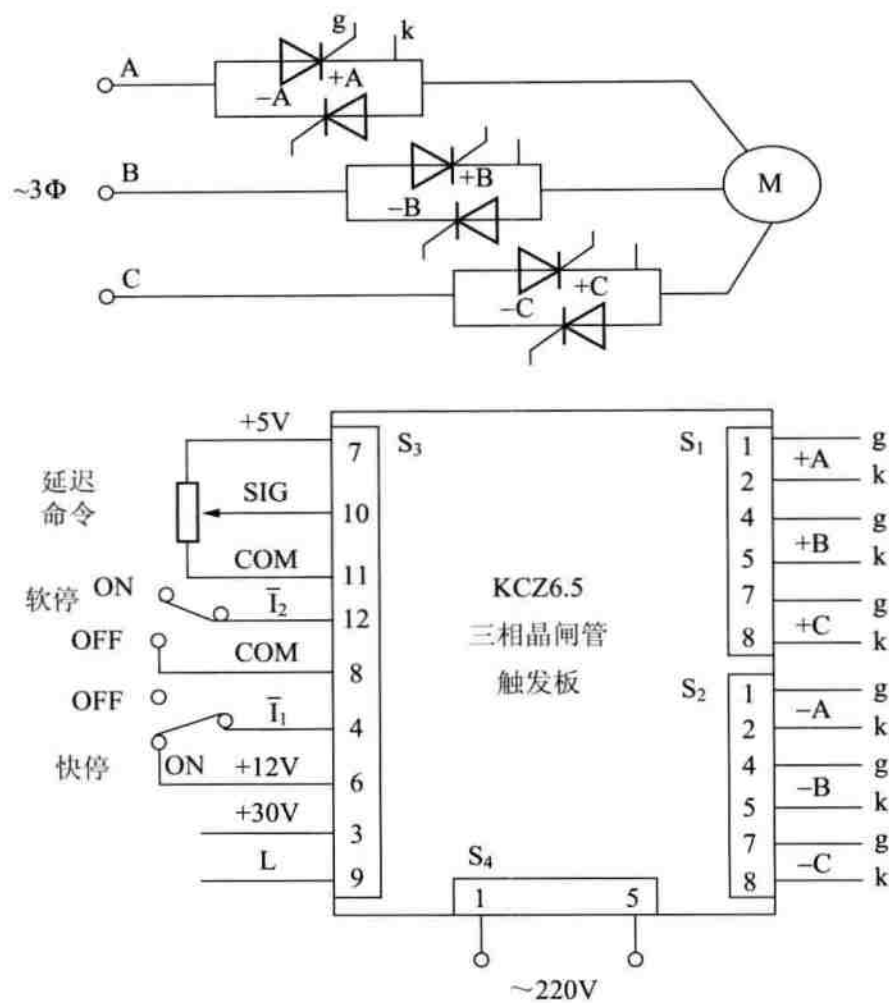 g
k
A
+A
−A
~3Φ
B
+B
−B
M
C
+C
−C
+5V
7
S₃
S₁
1
+A
g
2
k
延迟
命令
SIG
10
4
g
+B
5
k
COM
11
KCZ6.5
三相晶闸管
触发板
7
g
+C
8
k
软停
ON
I̅₂
12
OFF
COM
8
S₂
1
g
−A
2
k
OFF
I̅₁
4
4
g
−B
5
k
快停
ON
+12V
6
+30V
3
7
g
−C
8
k
L
9
S₄
1
5
～220V